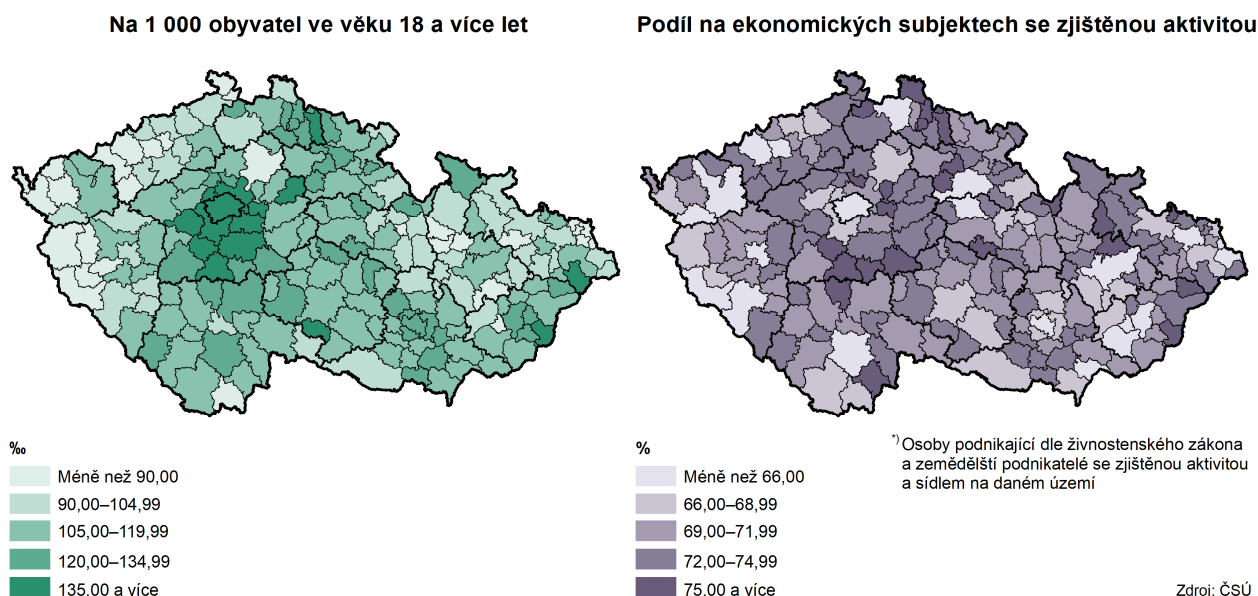 Na 1 000 obyvatel ve věku 18 a více let
Podíl na ekonomických subjektech se zjištěnou aktivitou
‰
Méně než 90,00
90,00–104,99
105,00–119,99
120,00–134,99
135,00 a více
%
Méně než 66,00
66,00–68,99
69,00–71,99
72,00–74,99
75,00 a více
*) Osoby podnikající dle živnostenského zákona
a zemědělští podnikatelé se zjištěnou aktivitou
a sídlem na daném území
Zdroj: ČSÚ